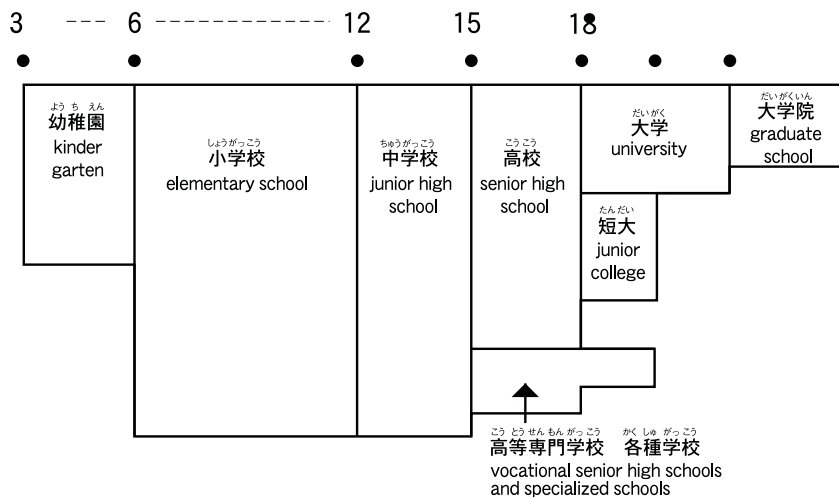 3 6 12 15 18
ようちえん
幼稚園
kinder
garten
しょうがっこう
小学校
elementary school
ちゅうがっこう
中学校
junior high
school
こうこう
高校
senior high
school
だいがく
大学
university
だいがくいん
大学院
graduate
school
たんだい
短大
junior
college
こうとうせんもんがっこう かくしゅがっこう
高等専門学校 各種学校
vocational senior high schools
and specialized schools